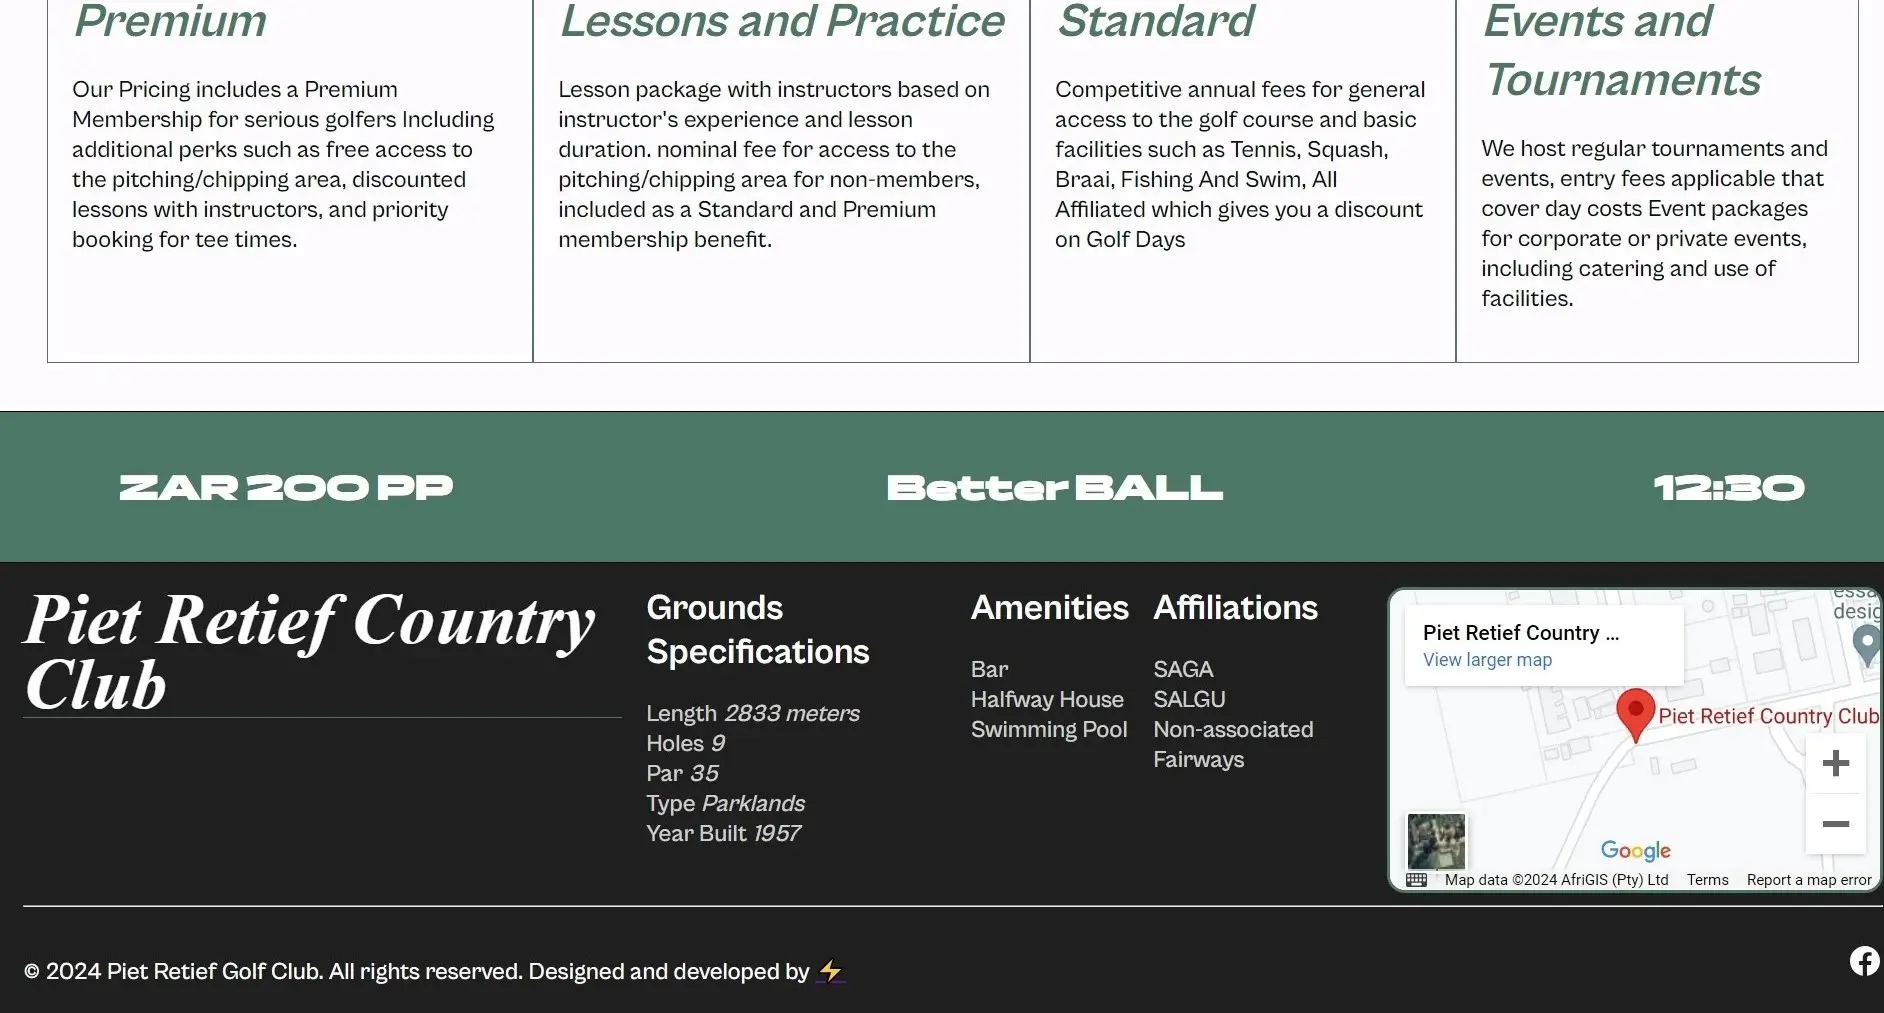 Premium
Our Pricing includes a Premium
Membership for serious golfers Including
additional perks such as free access to
the pitching/chipping area, discounted
lessons with instructors, and priority
booking for tee times.
Lessons and Practice
Lesson package with instructors based on
instructor's experience and lesson
duration. nominal fee for access to the
pitching/chipping area for non-members,
included as a Standard and Premium
membership benefit.
Standard
Competitive annual fees for general
access to the golf course and basic
facilities such as Tennis, Squash,
Braai, Fishing And Swim, All
Affiliated which gives you a discount
on Golf Days
Events and
Tournaments
We host regular tournaments and
events, entry fees applicable that
cover day costs Event packages
for corporate or private events,
including catering and use of
facilities.
ZAR 200 PP
Better BALL
12:30
Piet Retief Country
Club
Grounds
Specifications
Length 2833 meters
Holes 9
Par 35
Type Parklands
Year Built 1957
Amenities
Bar
Halfway House
Swimming Pool
Affiliations
SAGA
SALGU
Non-associated
Fairways
Piet Retief Country ...
View larger map
Piet Retief Country Club
Google
Map data ©2024 AfriGIS (Pty) Ltd
Terms
Report a map error
© 2024 Piet Retief Golf Club. All rights reserved. Designed and developed by ⚡